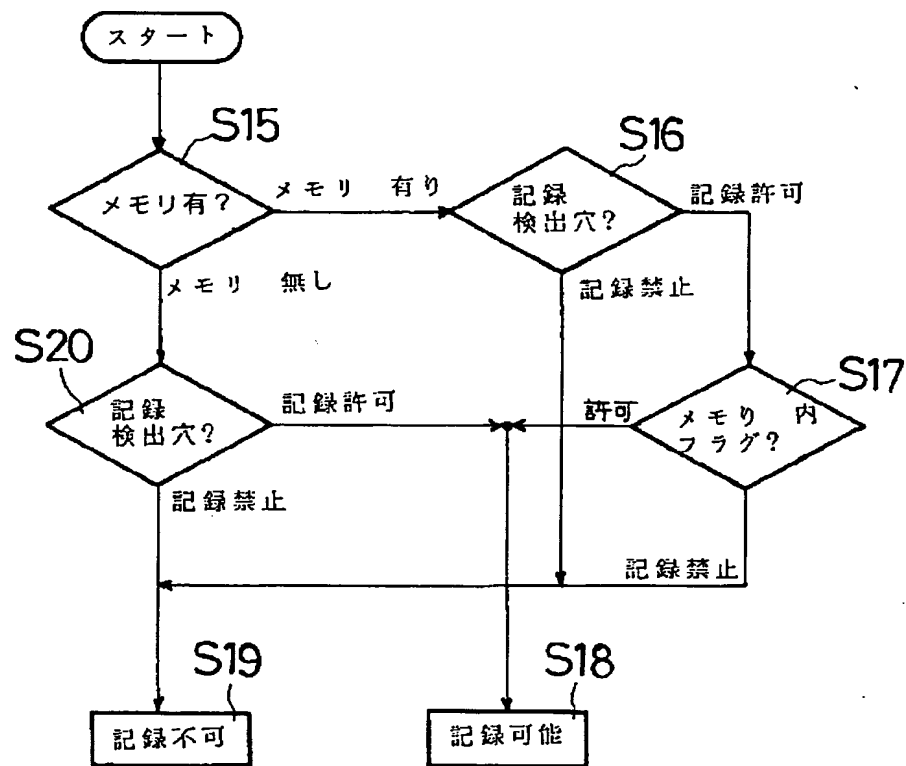 スタート
S15
メモリ有?
メモリ 有り
S16
記録
検出穴?
記録許可
メモリ 無し
記録禁止
S20
記録
検出穴?
記録許可
許可
S17
メモリ内
フラグ?
記録禁止
記録禁止
S19
記録不可
S18
記録可能